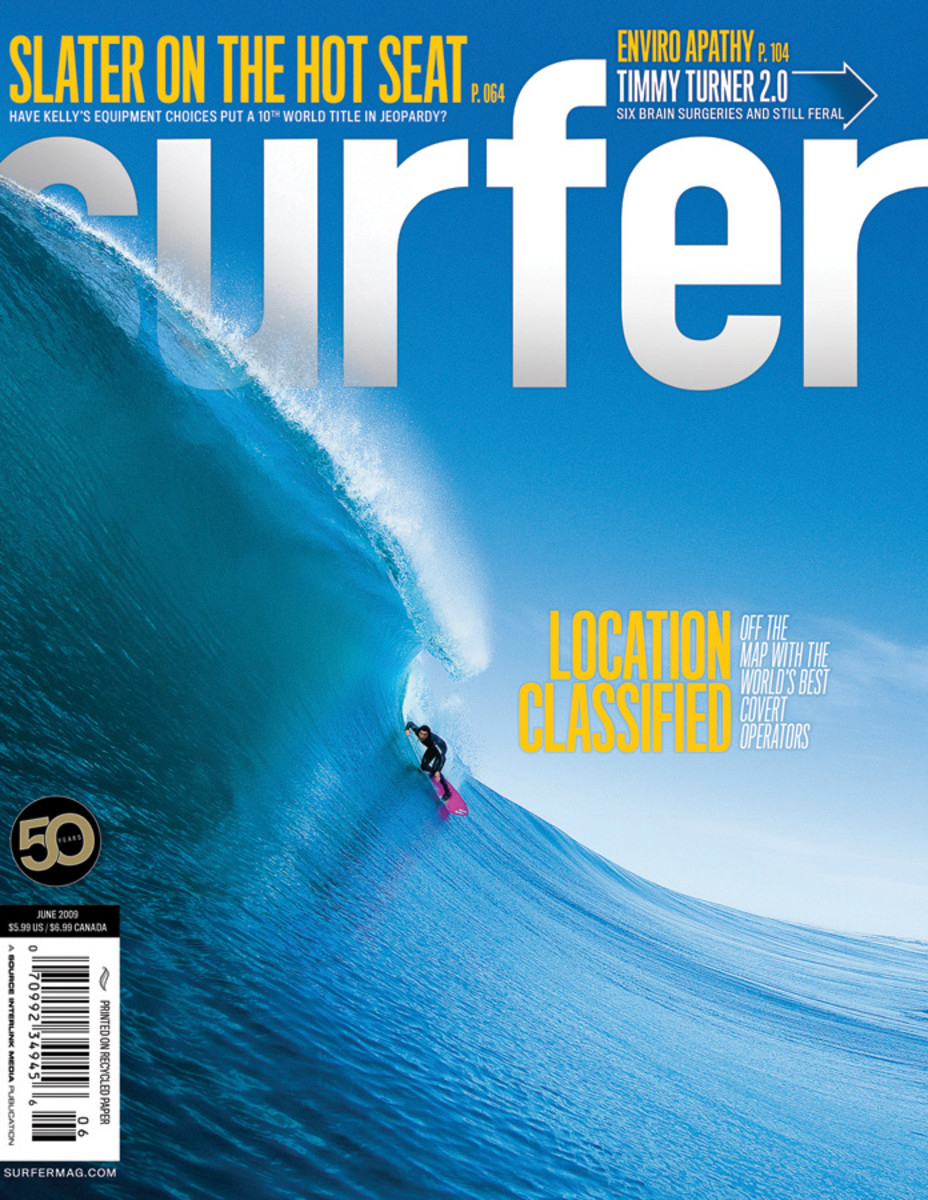 SLATER ON THE HOT SEAT P. 064
HAVE KELLY'S EQUIPMENT CHOICES PUT A 10TH WORLD TITLE IN JEOPARDY?
ENVIRO APATHY P. 104
TIMMY TURNER 2.0
SIX BRAIN SURGERIES AND STILL FERAL
surfer
LOCATION
CLASSIFIED
OFF THE
MAP WITH THE
WORLD'S BEST
COVERT
OPERATORS
50
YEARS
JUNE 2009
$5.99 US / $6.99 CANADA
A SOURCE INTERLINK MEDIA PUBLICATION
0 70992 34945 6
06
PRINTED ON RECYCLED PAPER
SURFERMAG.COM